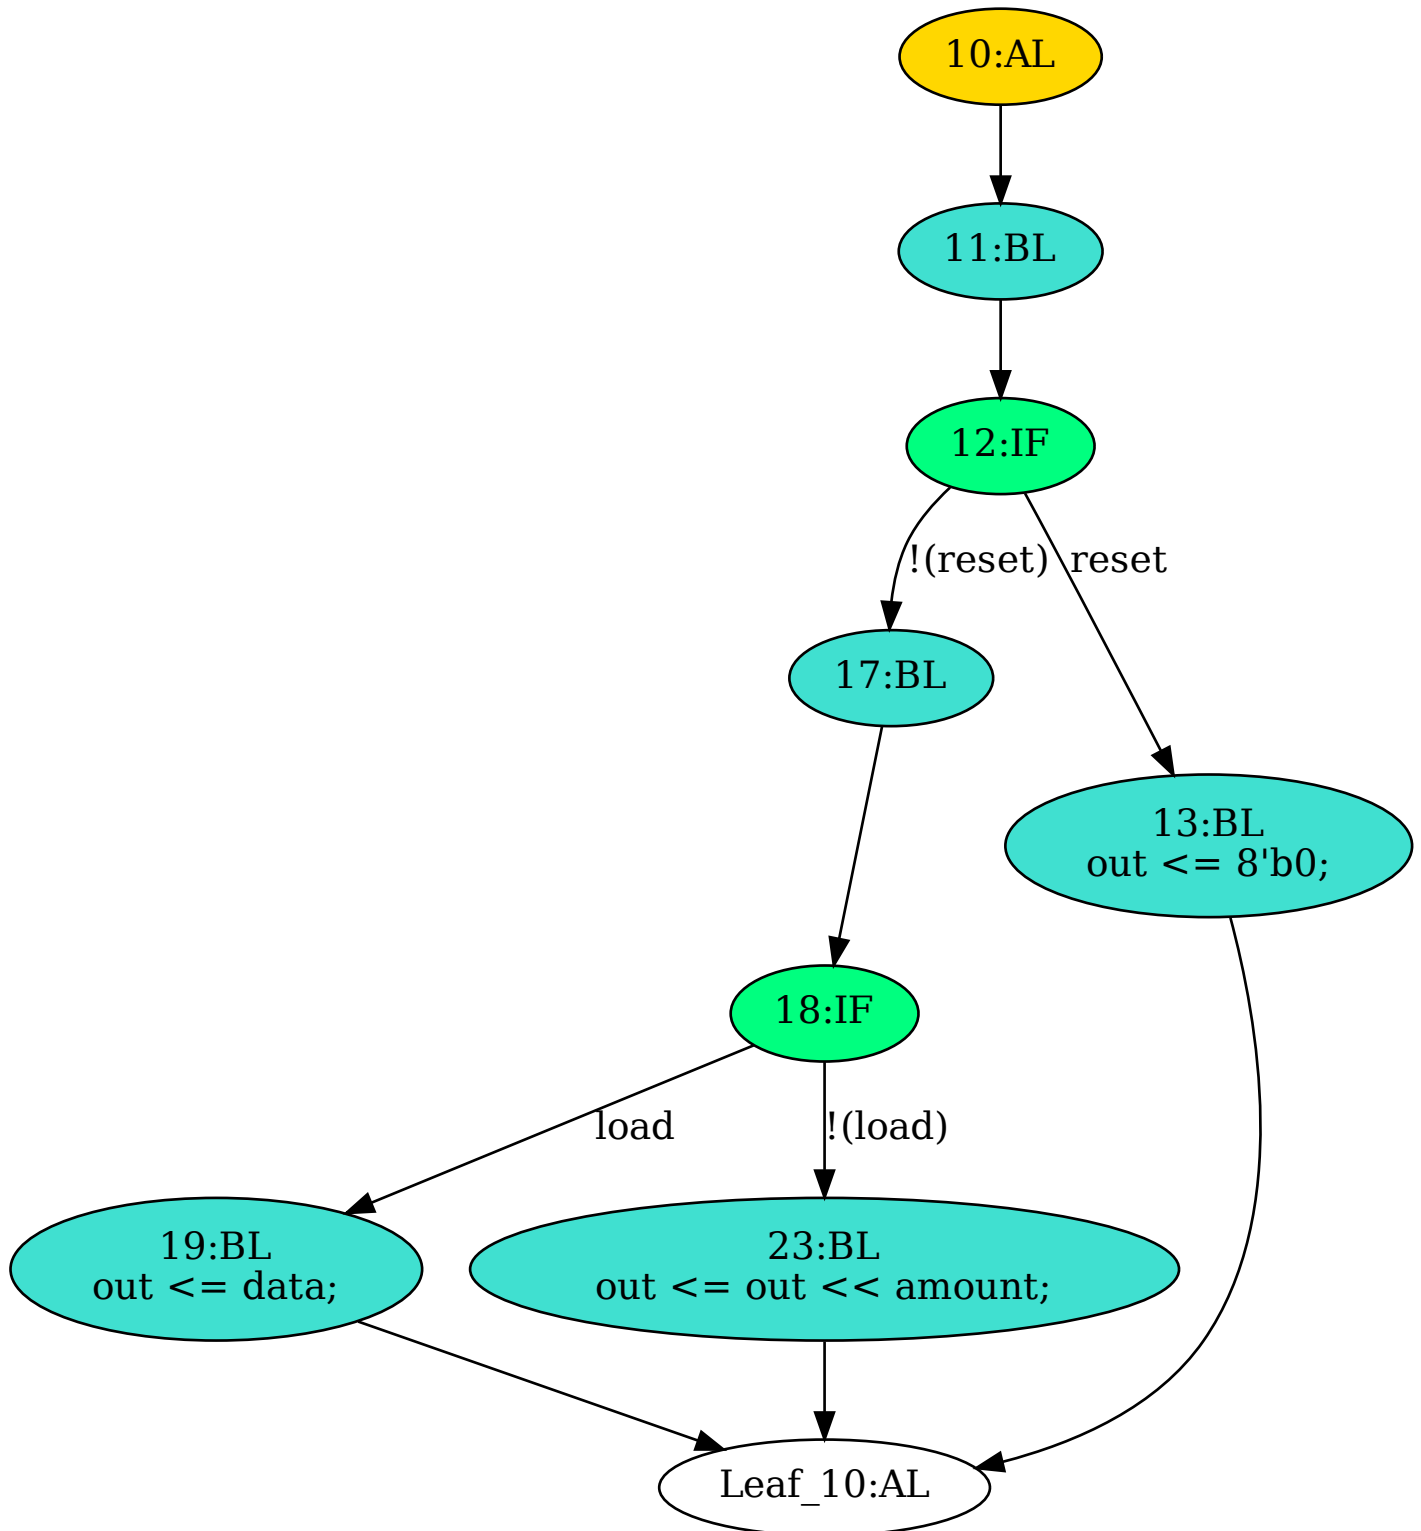 10:AL
11:BL
12:IF
!(reset)
reset
17:BL
13:BL
out <= 8'b0;
18:IF
load
!(load)
19:BL
out <= data;
23:BL
out <= out << amount;
Leaf_10:AL